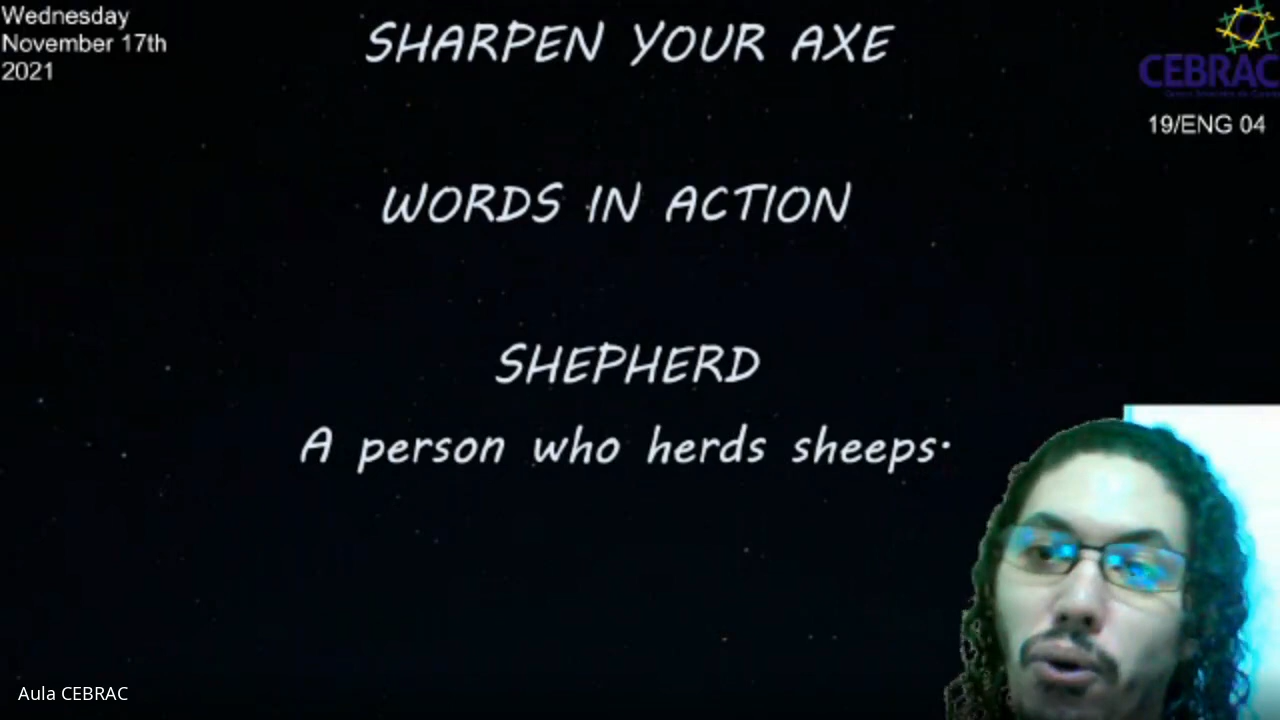 Wednesday
November 17th
2021
SHARPEN YOUR AXE
CEBRAC
19/ENG 04
WORDS IN ACTION
SHEPHERD
A person who herds sheeps.
Aula CEBRAC